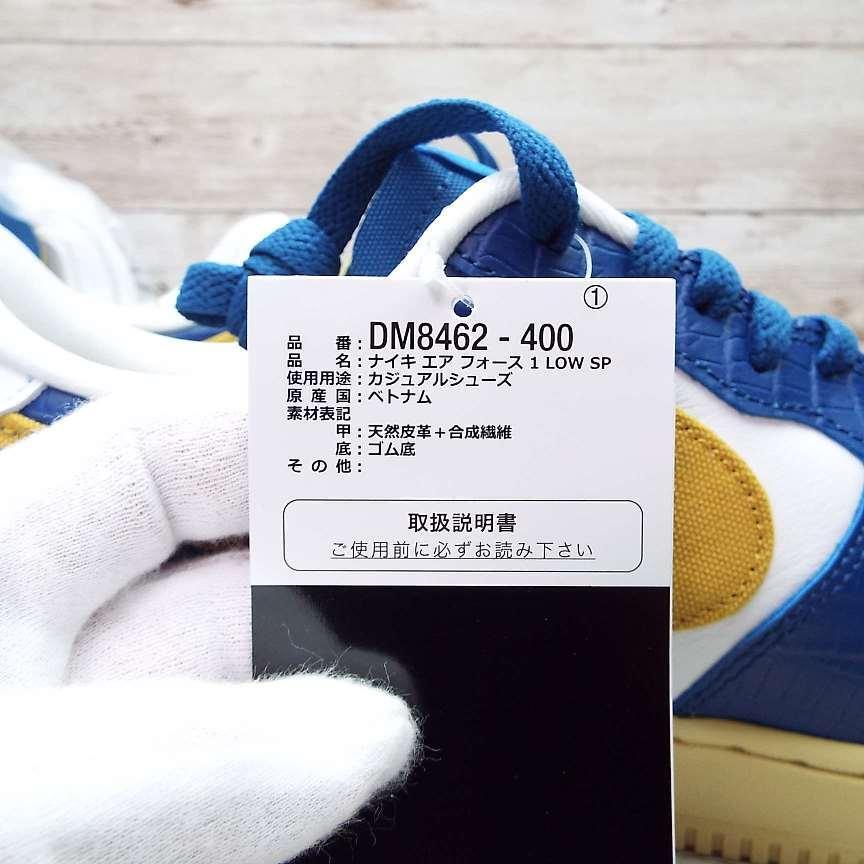 ①
品番：DM8462 - 400
品名：ナイキ エア フォース 1 LOW SP
使用用途：カジュアルシューズ
原産国：ベトナム
素材表記
甲：天然皮革＋合成繊維
底：ゴム底
その他：
取扱説明書
ご使用前に必ずお読み下さい